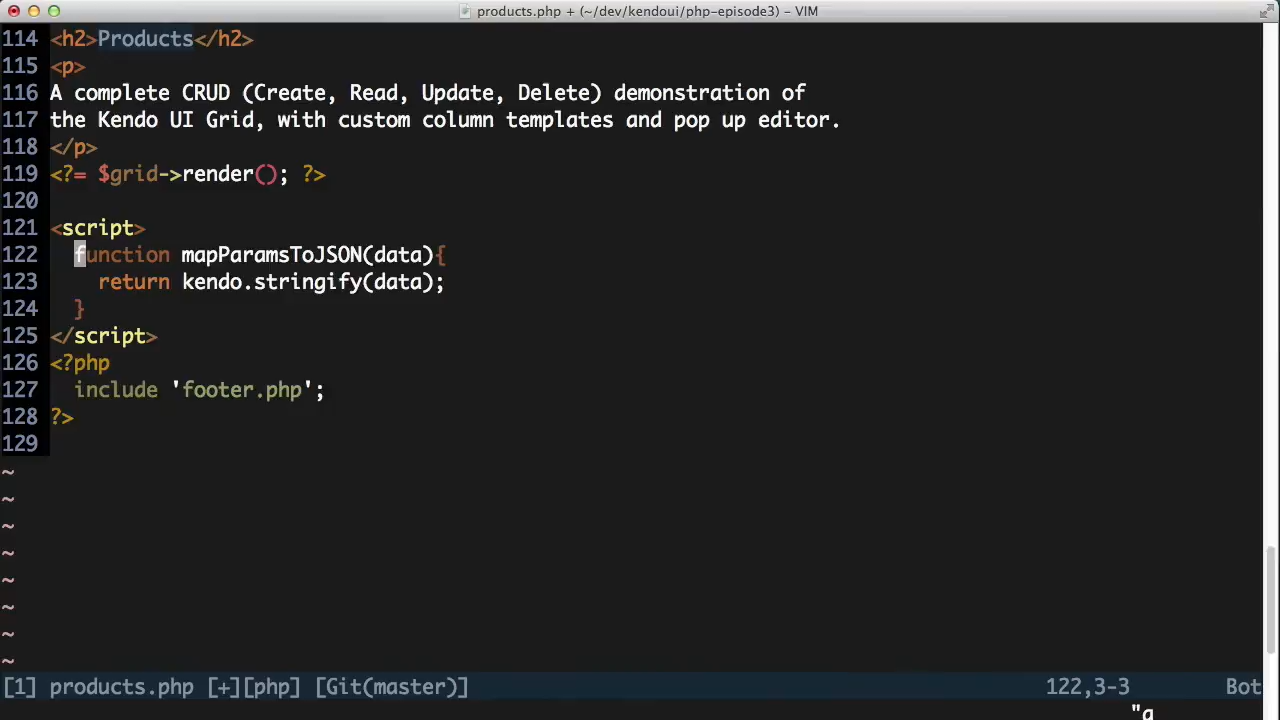 products.php + (~/dev/kendoui/php-episode3) – VIM
114 <h2>Products</h2>
115 <p>
116 A complete CRUD (Create, Read, Update, Delete) demonstration of
117 the Kendo UI Grid, with custom column templates and pop up editor.
118 </p>
119 <?= $grid->render(); ?>
120
121 <script>
122   function mapParamsToJSON(data){
123     return kendo.stringify(data);
124   }
125 </script>
126 <?php
127   include 'footer.php';
128 ?>
129
~
~
~
~
~
~
~
~
[1] products.php [+][php] [Git(master)] 122,3-3 Bot
"q